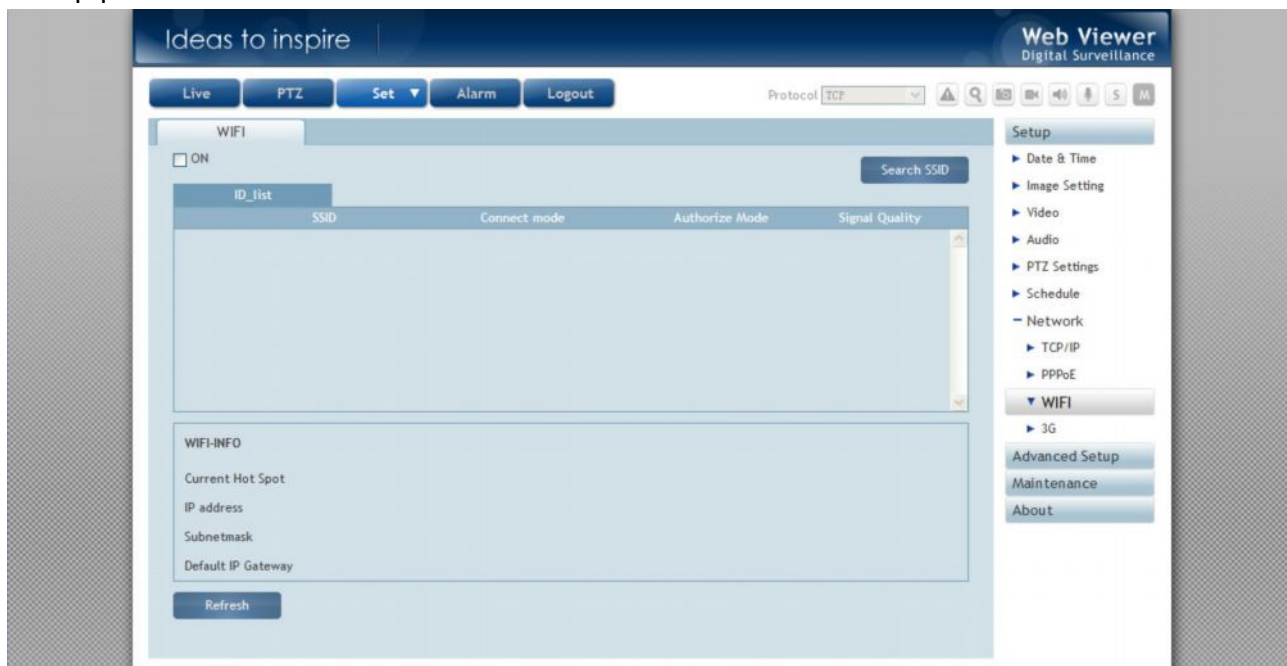 Ideas to inspire
Web Viewer
Digital Surveillance
Live PTZ Set Alarm Logout
Protocol TCP
S M
WIFI
ON
Search SSID
ID_list
SSID Connect mode Authorize Mode Signal Quality
WIFI-INFO
Current Hot Spot
IP address
Subnetmask
Default IP Gateway
Refresh
Setup
Date & Time
Image Setting
Video
Audio
PTZ Settings
Schedule
Network
TCP/IP
PPPoE
WIFI
3G
Advanced Setup
Maintenance
About